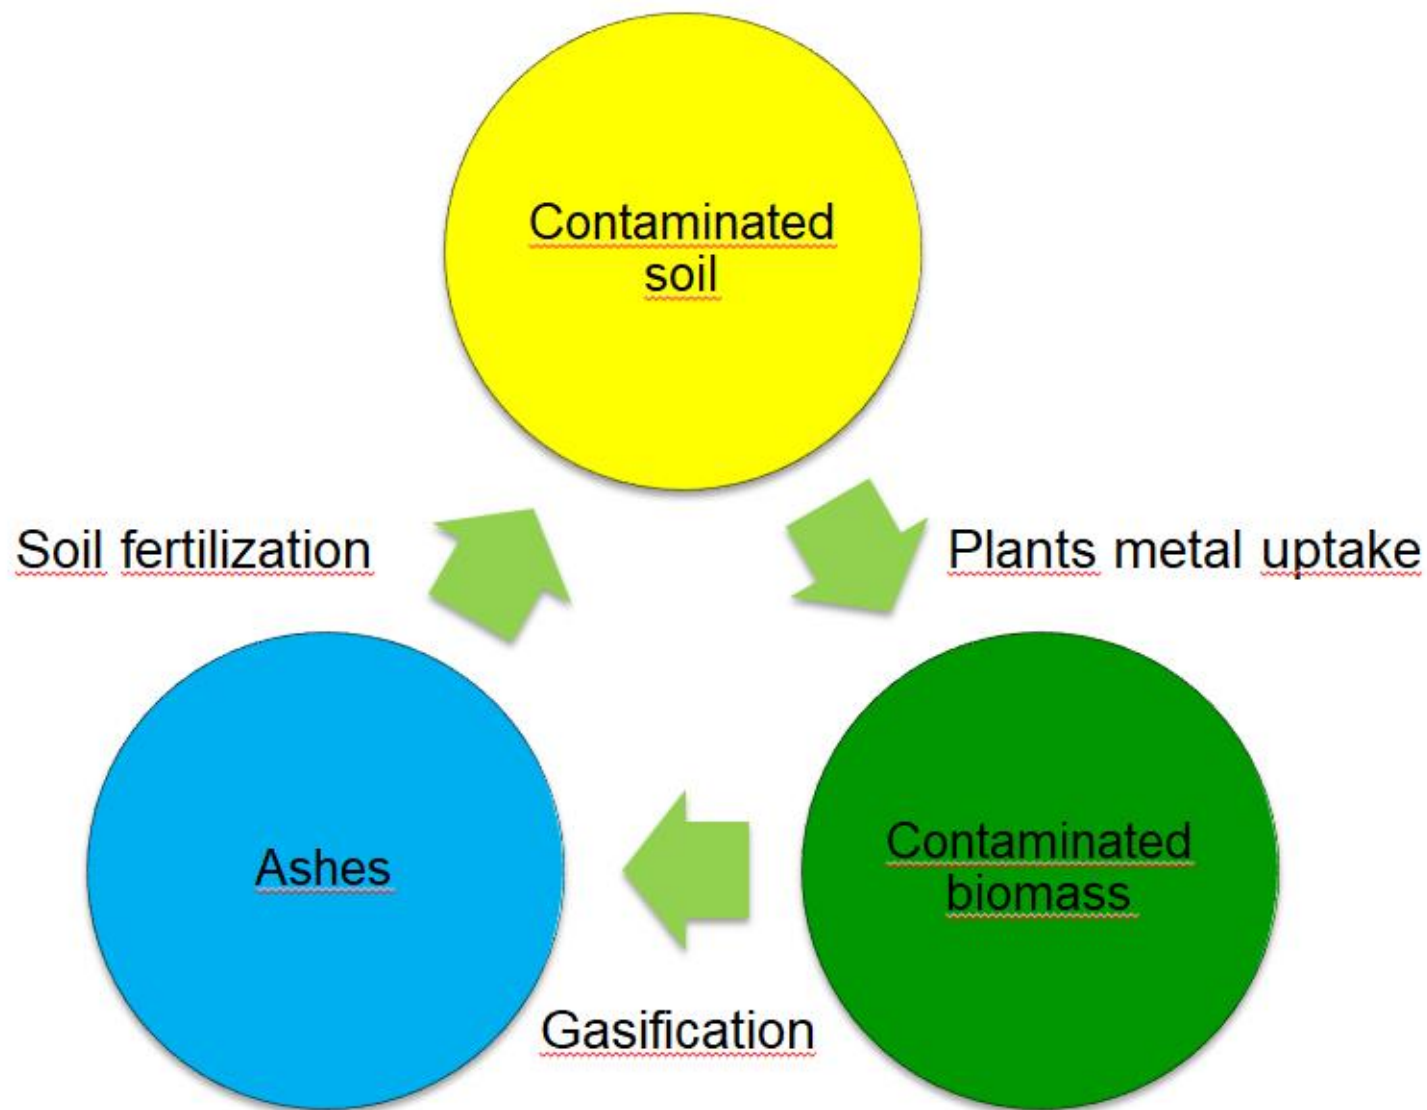 Contaminated
soil
Soil fertilization
Plants metal uptake
Ashes
Contaminated
biomass
Gasification